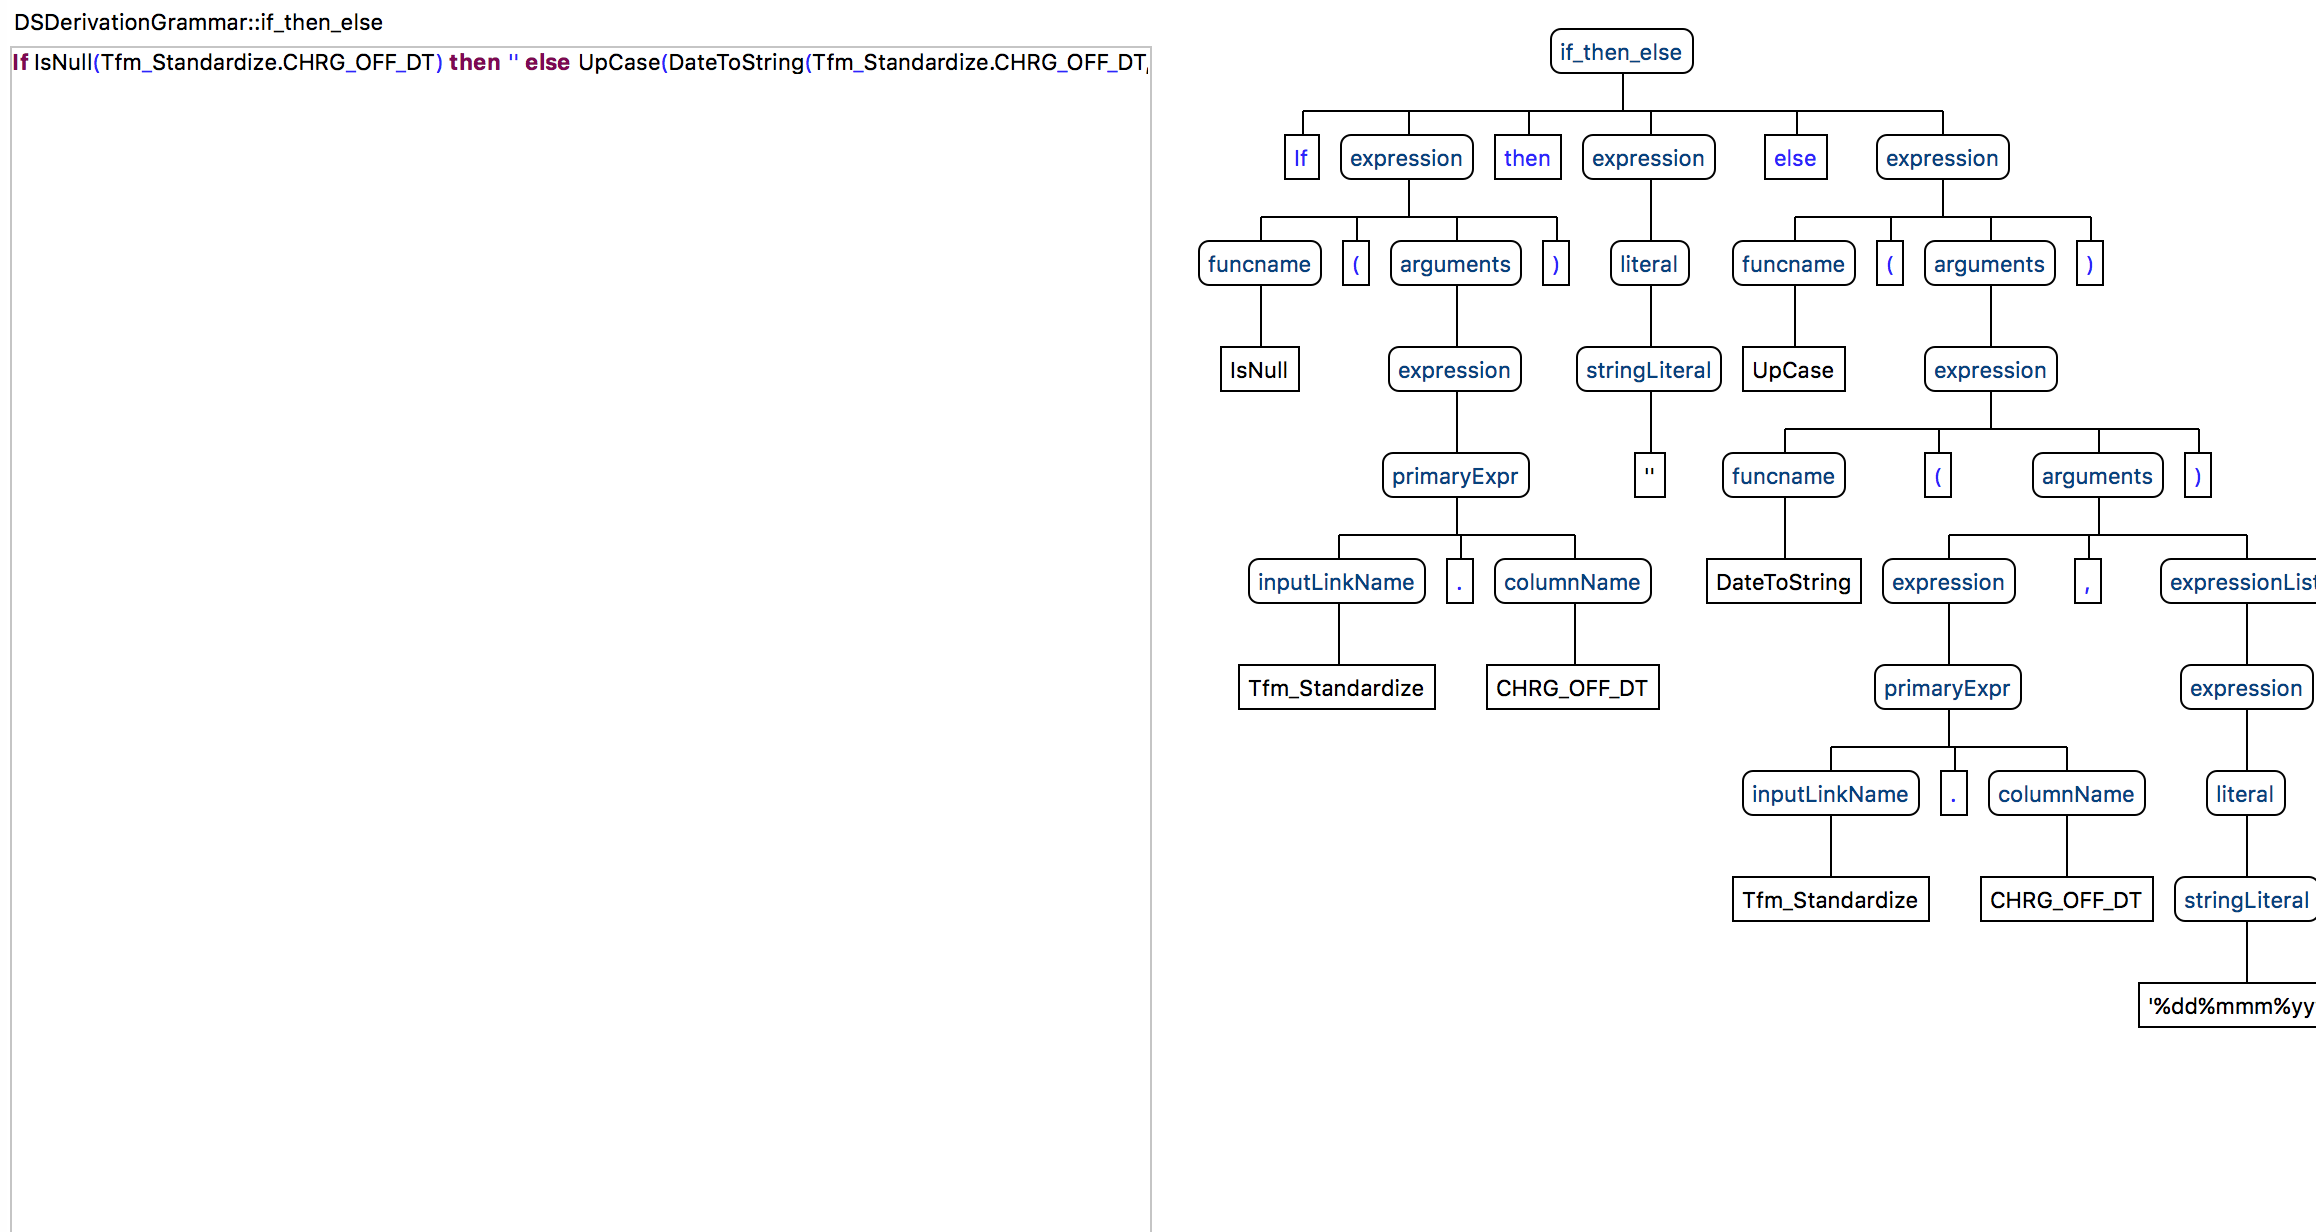 DSDerivationGrammar::if_then_else
If IsNull(Tfm_Standardize.CHRG_OFF_DT) then '' else UpCase(DateToString(Tfm_Standardize.CHRG_OFF_DT,
if_then_else
If expression then expression else expression
funcname ( arguments ) literal funcname ( arguments )
IsNull expression stringLiteral UpCase expression
primaryExpr '' funcname ( arguments )
inputLinkName . columnName DateToString expression , expressionList
Tfm_Standardize CHRG_OFF_DT primaryExpr expression
inputLinkName . columnName literal
Tfm_Standardize CHRG_OFF_DT stringLiteral
'%dd%mmm%yy